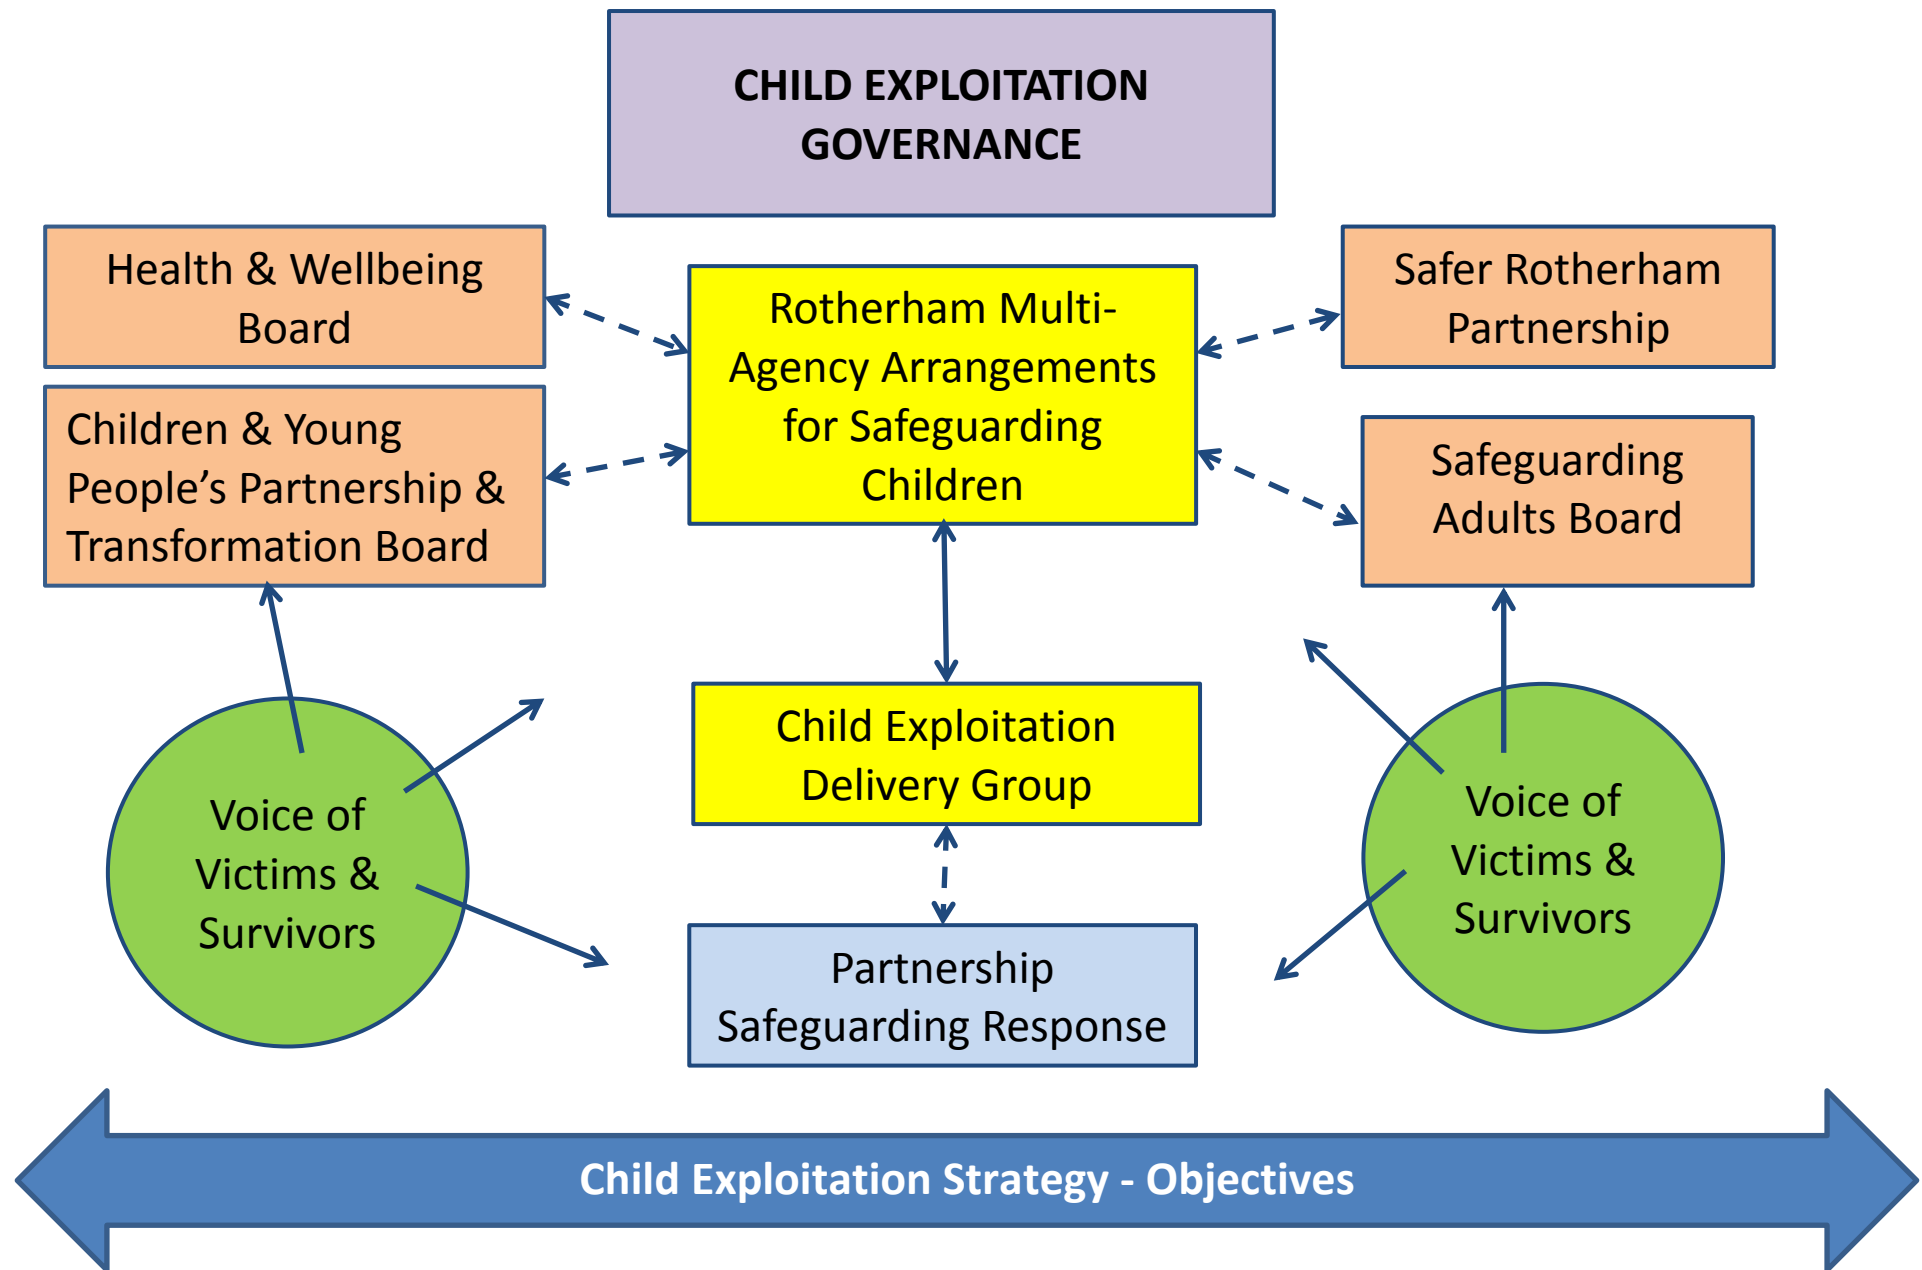 CHILD EXPLOITATION
GOVERNANCE
Health & Wellbeing
Board
Children & Young
People’s Partnership &
Transformation Board
Rotherham Multi-
Agency Arrangements
for Safeguarding
Children
Safer Rotherham
Partnership
Safeguarding
Adults Board
Child Exploitation
Delivery Group
Voice of
Victims &
Survivors
Voice of
Victims &
Survivors
Partnership
Safeguarding Response
Child Exploitation Strategy - Objectives